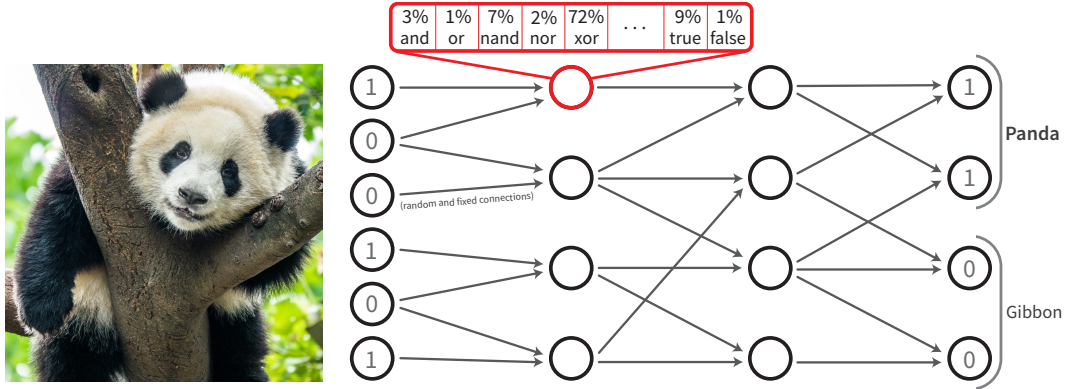 3% 1% 7% 2% 72% ... 9% 1%
and or nand nor xor true false
1
1
0
1
Panda
0
(random and fixed connections)
1
0
0
Gibbon
1
0